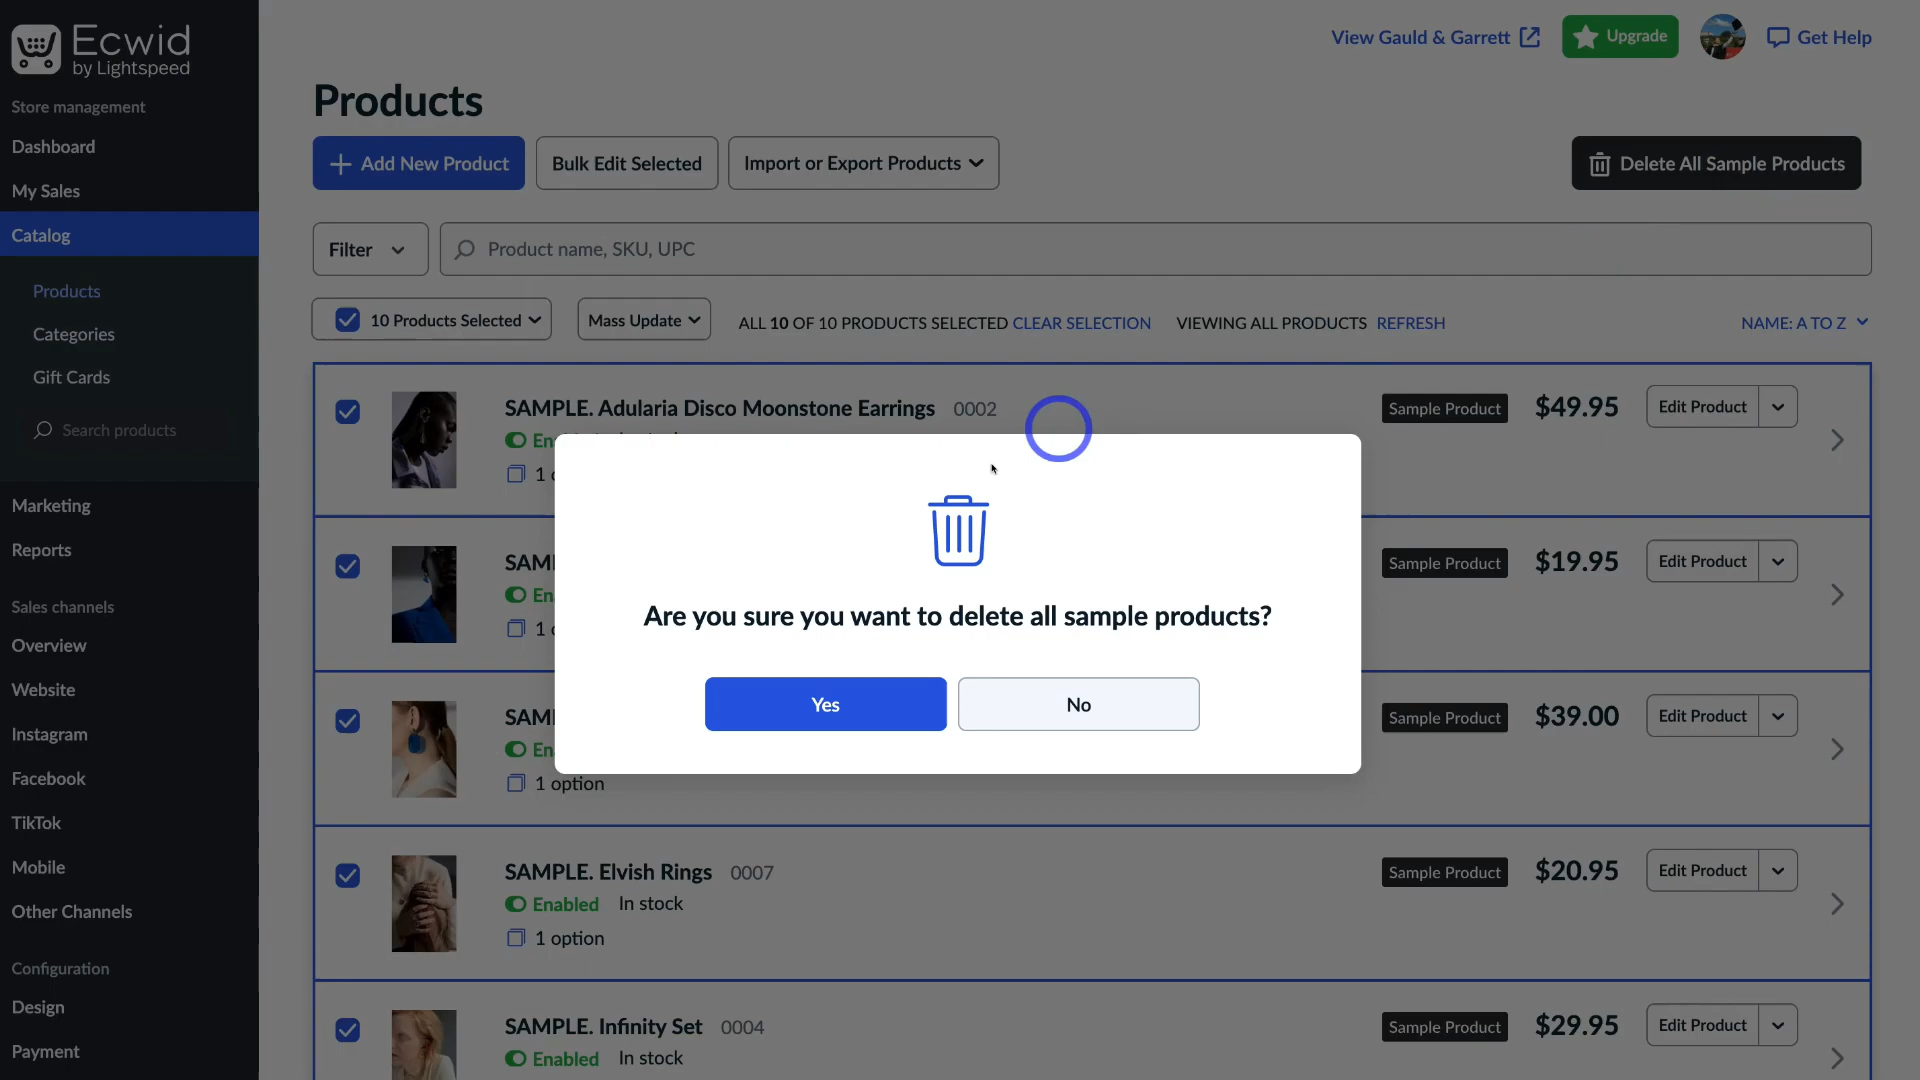 Ecwid
by Lightspeed
View Gauld & Garrett
Upgrade
Get Help
Store management
Dashboard
My Sales
Catalog
Products
Categories
Gift Cards
Search products
Marketing
Reports
Sales channels
Overview
Website
Instagram
Facebook
TikTok
Mobile
Other Channels
Configuration
Design
Payment
Products
Add New Product
Bulk Edit Selected
Import or Export Products
Delete All Sample Products
Filter
Product name, SKU, UPC
10 Products Selected
Mass Update
ALL 10 OF 10 PRODUCTS SELECTED CLEAR SELECTION
VIEWING ALL PRODUCTS REFRESH
NAME: A TO Z
SAMPLE. Adularia Disco Moonstone Earrings 0002
Sample Product
$49.95
Edit Product
1
Sample Product
$19.95
Edit Product
1
Sample Product
$39.00
Edit Product
1 option
Are you sure you want to delete all sample products?
Yes
No
SAMPLE. Elvish Rings 0007
Enabled In stock
1 option
Sample Product
$20.95
Edit Product
SAMPLE. Infinity Set 0004
Enabled In stock
Sample Product
$29.95
Edit Product